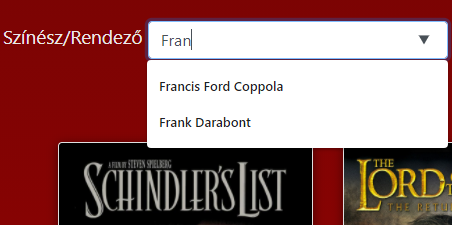 Színész/Rendező
Fran
Francis Ford Coppola
Frank Darabont
A FILM BY STEVEN SPIELBERG
SCHINDLER'S LIST
THE
LORD
THE RETU